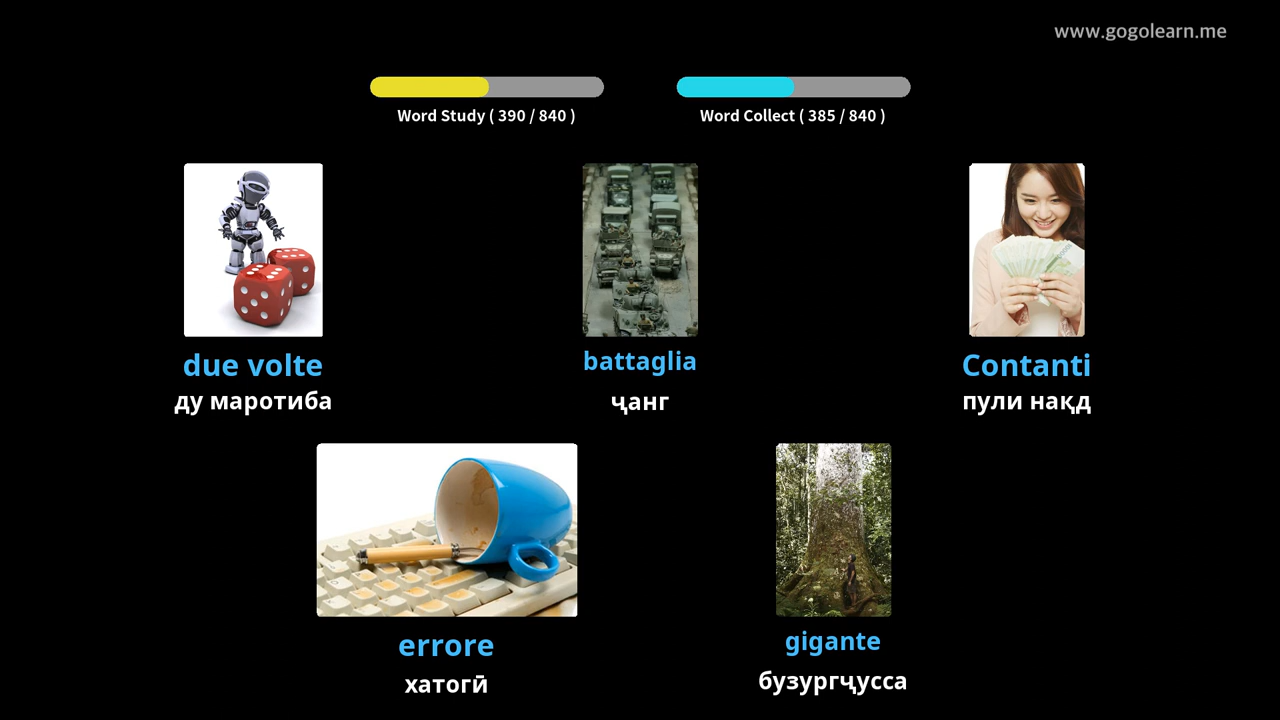 www.gogolearn.me
Word Study ( 390 / 840 )
Word Collect ( 385 / 840 )
due volte
ду маротиба
battaglia
ҷанг
Contanti
пули нақд
errore
хатогӣ
gigante
бузургҷусса